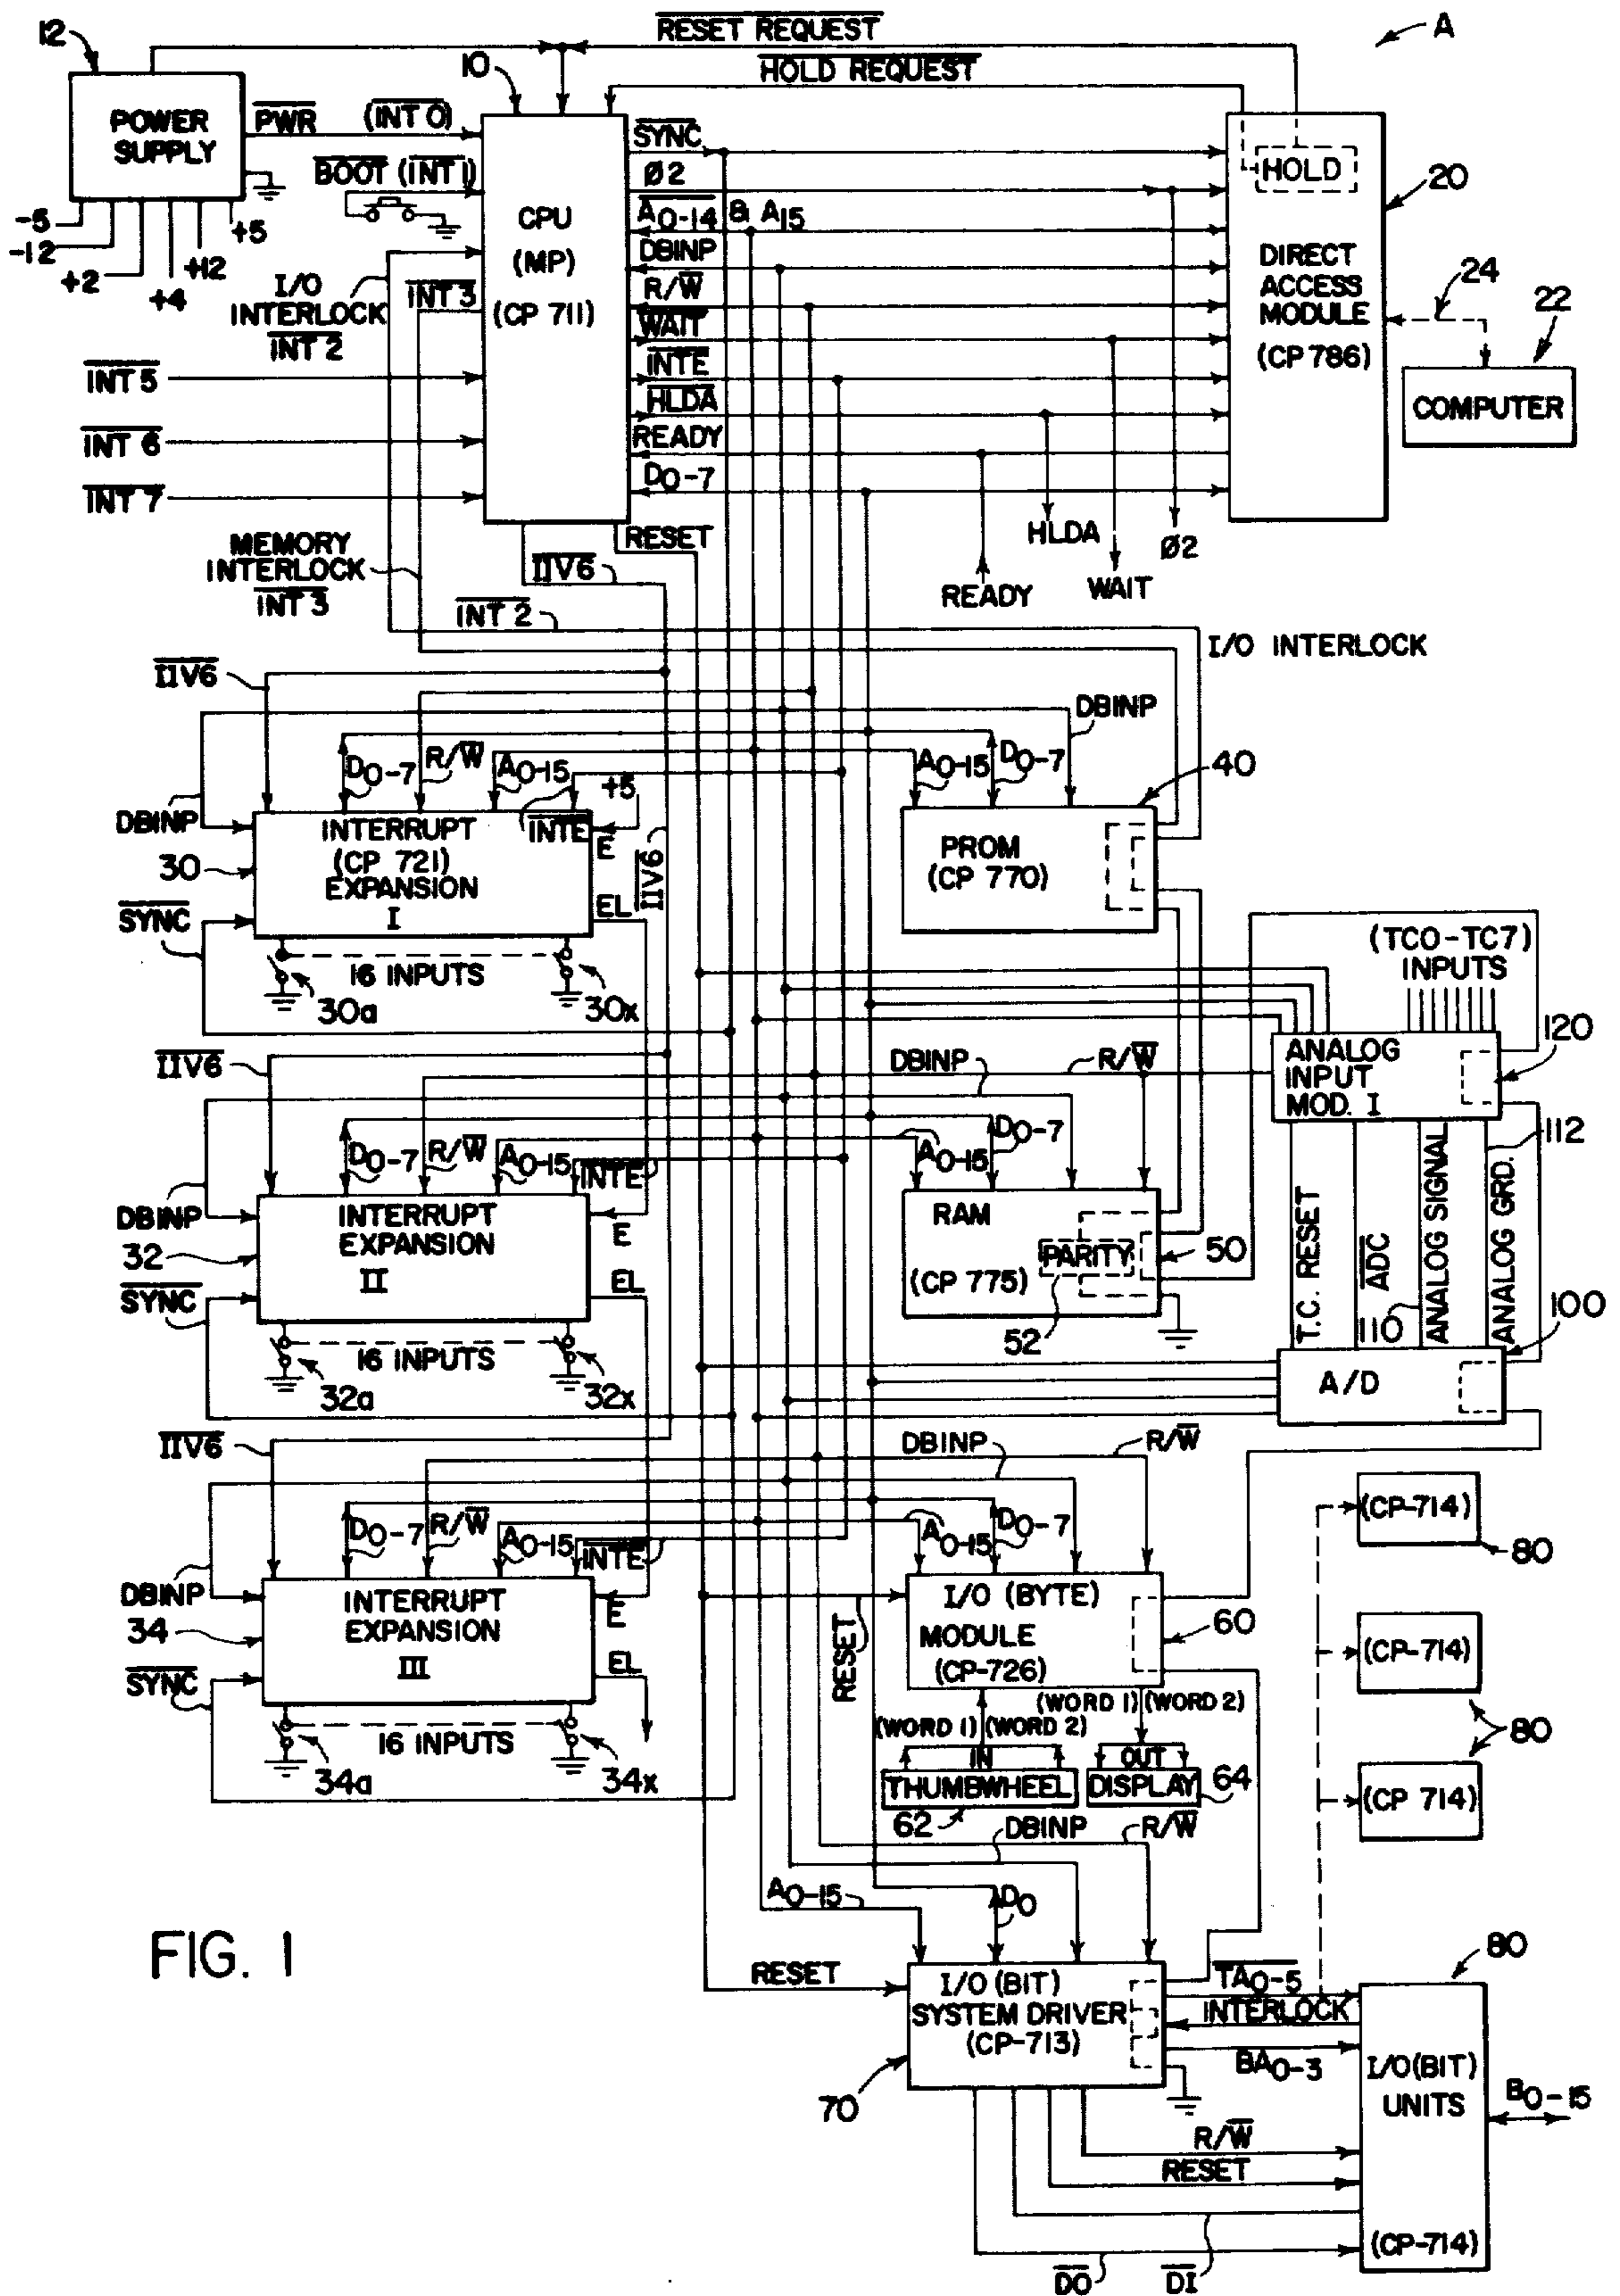 RESET REQUEST
A
12
10
HOLD REQUEST
POWER
SUPPLY
PWR
(INT 0)
BOOT (INT 1)
-5
-12
+2
+4
+12
+5
I/O
INTERLOCK
INT 2
INT 3
INT 5
INT 6
INT 7
CPU
(MP)
(CP 711)
SYNC
Ø2
A0-14 & A15
DBINP
R/W
WAIT
INTE
HLDA
READY
D0-7
HOLD
20
DIRECT
ACCESS
MODULE
(CP 786)
24
22
COMPUTER
HLDA
Ø2
READY
WAIT
MEMORY
INTERLOCK
INT 3
RESET
IIV6
INT 2
I/O INTERLOCK
IIV6
DBINP
D0-7
R/W
A0-15
INTE
+5
E
30
INTERRUPT
(CP 721)
EXPANSION
I
EL
IIV6
SYNC
16 INPUTS
30a
30x
DBINP
A0-15
D0-7
40
PROM
(CP 770)
(TC0-TC7)
INPUTS
120
ANALOG
INPUT
MOD. I
112
T.C. RESET
ADC
110
ANALOG SIGNAL
ANALOG GRD.
100
A/D
IIV6
DBINP
D0-7
R/W
A0-15
INTE
E
32
INTERRUPT
EXPANSION
II
EL
SYNC
16 INPUTS
32a
32x
DBINP
R/W
A0-15
D0-7
RAM
PARITY
(CP 775)
50
52
IIV6
DBINP
D0-7
R/W
A0-15
INTE
E
34
INTERRUPT
EXPANSION
III
EL
SYNC
16 INPUTS
34a
34x
DBINP
R/W
A0-15
D0-7
RESET
I/O (BYTE)
MODULE
(CP-726)
60
(WORD 1) (WORD 2)
(WORD 1) (WORD 2)
IN
THUMBWHEEL
62
OUT
DISPLAY
64
(CP-714)
80
(CP-714)
80
(CP 714)
DBINP
R/W
A0-15
D0
RESET
I/O (BIT)
SYSTEM DRIVER
(CP-713)
70
TA0-5
INTERLOCK
BA0-3
R/W
RESET
DO
DI
80
I/O(BIT)
UNITS
(CP-714)
B0-15
FIG. 1